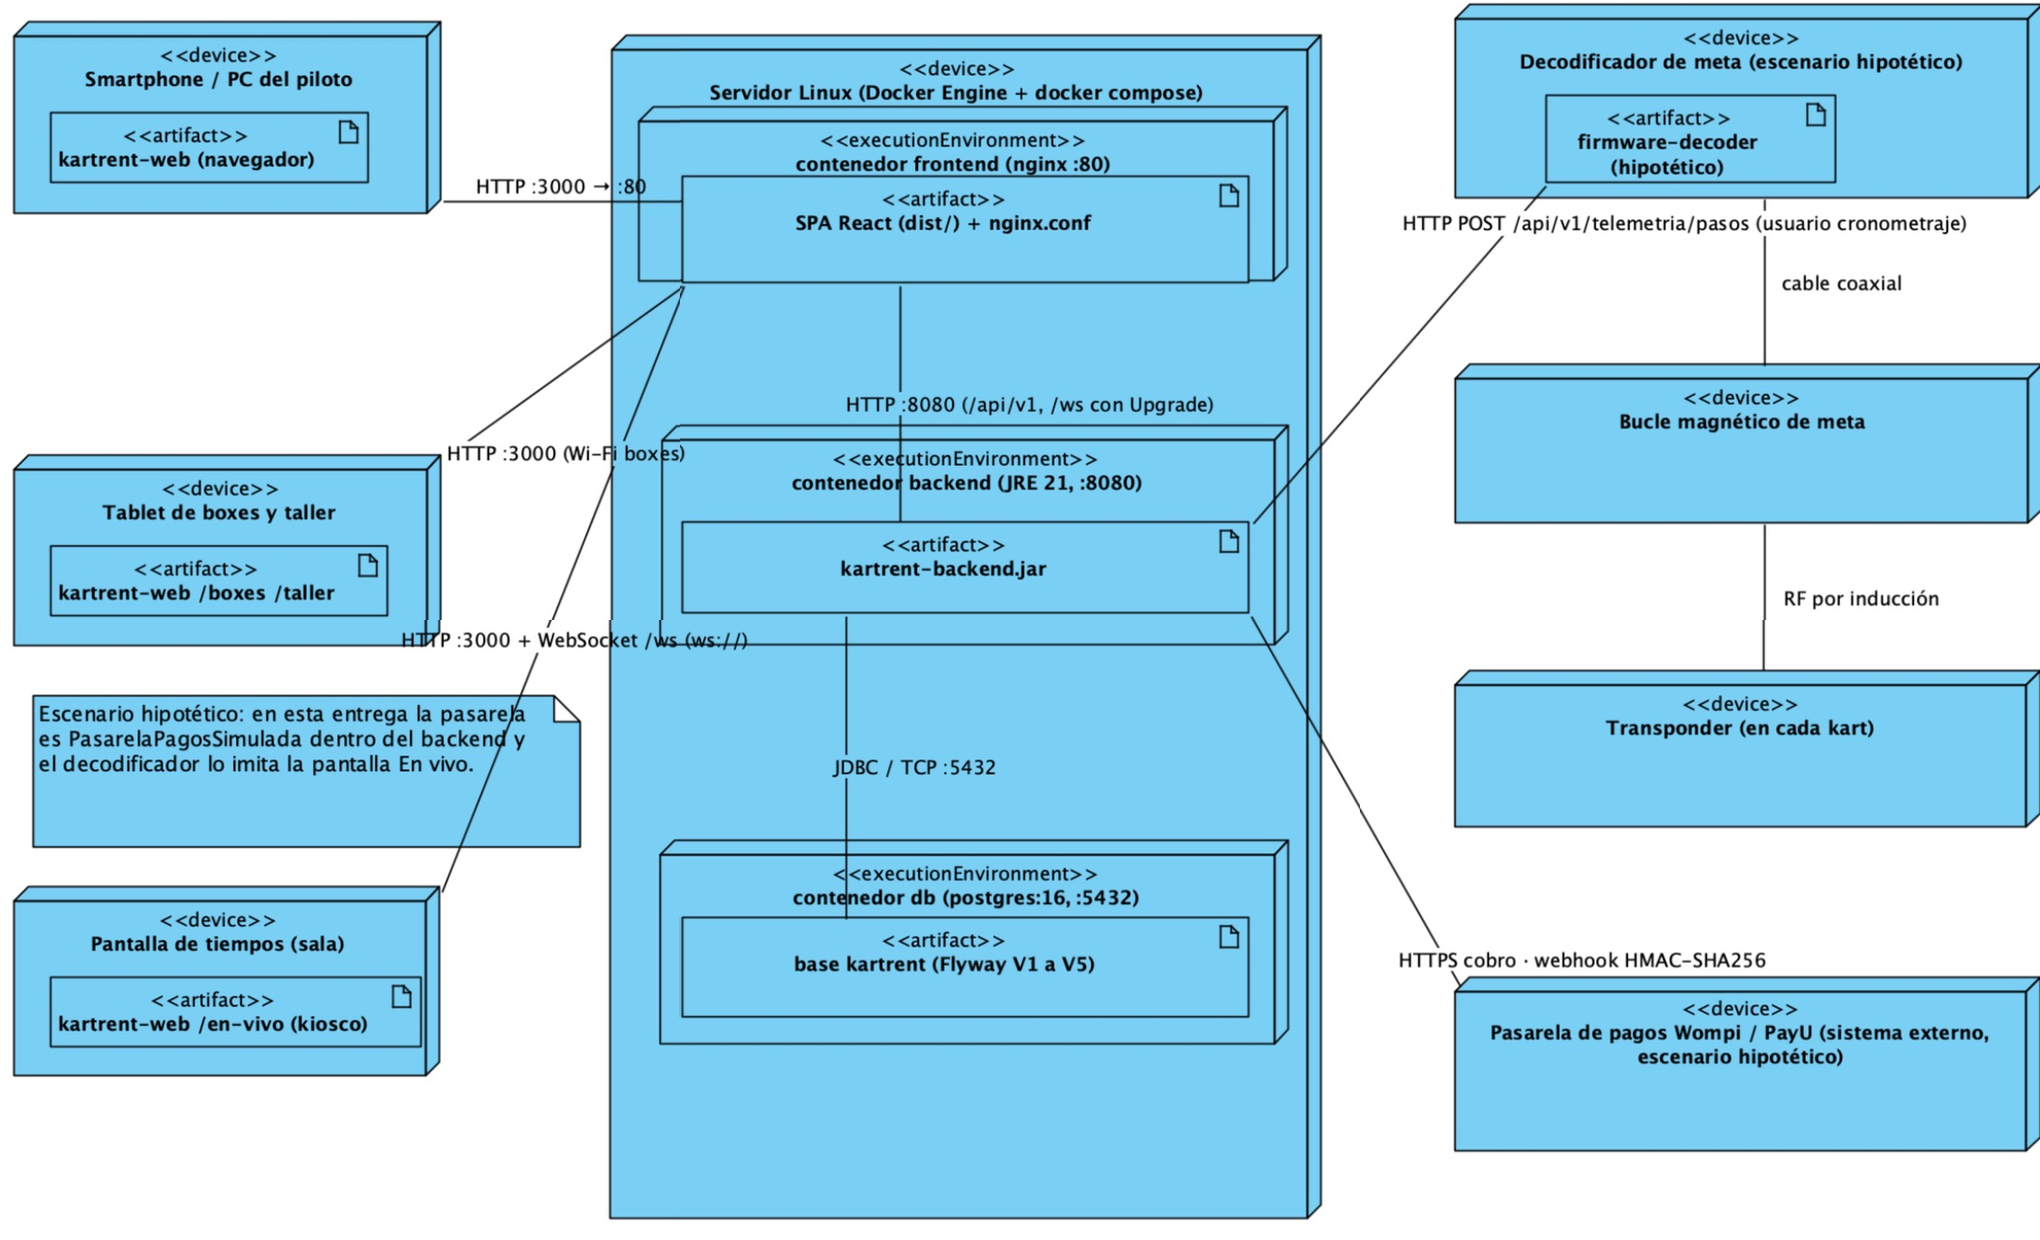 <<device>>
Smartphone / PC del piloto
<<artifact>>
kartrent-web (navegador)
HTTP :3000 → :80
<<device>>
Servidor Linux (Docker Engine + docker compose)
<<executionEnvironment>>
contenedor frontend (nginx :80)
<<artifact>>
SPA React (dist/) + nginx.conf
<<device>>
Decodificador de meta (escenario hipotético)
<<artifact>>
firmware-decoder
(hipotético)
HTTP POST /api/v1/telemetria/pasos (usuario cronometraje)
cable coaxial
HTTP :8080 (/api/v1, /ws con Upgrade)
<<device>>
Bucle magnético de meta
HTTP :3000 (Wi-Fi boxes)
<<device>>
Tablet de boxes y taller
<<artifact>>
kartrent-web /boxes /taller
<<executionEnvironment>>
contenedor backend (JRE 21, :8080)
<<artifact>>
kartrent-backend.jar
RF por inducción
HTTP :3000 + WebSocket /ws (ws://)
<<device>>
Transponder (en cada kart)
Escenario hipotético: en esta entrega la pasarela
es PasarelaPagosSimulada dentro del backend y
el decodificador lo imita la pantalla En vivo.
JDBC / TCP :5432
<<executionEnvironment>>
contenedor db (postgres:16, :5432)
<<artifact>>
base kartrent (Flyway V1 a V5)
<<device>>
Pantalla de tiempos (sala)
<<artifact>>
kartrent-web /en-vivo (kiosco)
HTTPS cobro · webhook HMAC-SHA256
<<device>>
Pasarela de pagos Wompi / PayU (sistema externo,
escenario hipotético)